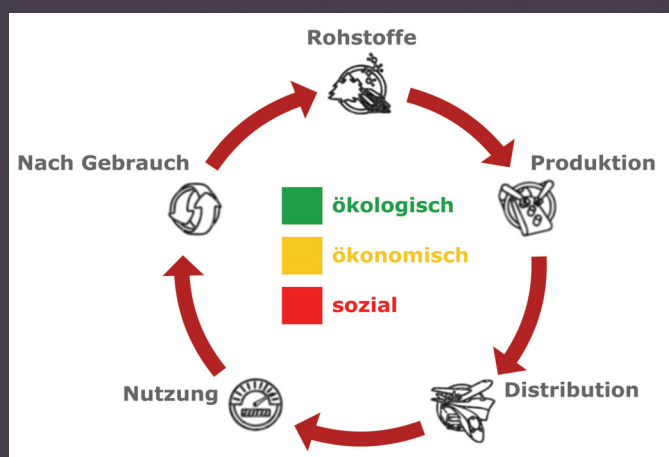 Rohstoffe
Nach Gebrauch
Produktion
ökologisch
ökonomisch
sozial
Nutzung
Distribution